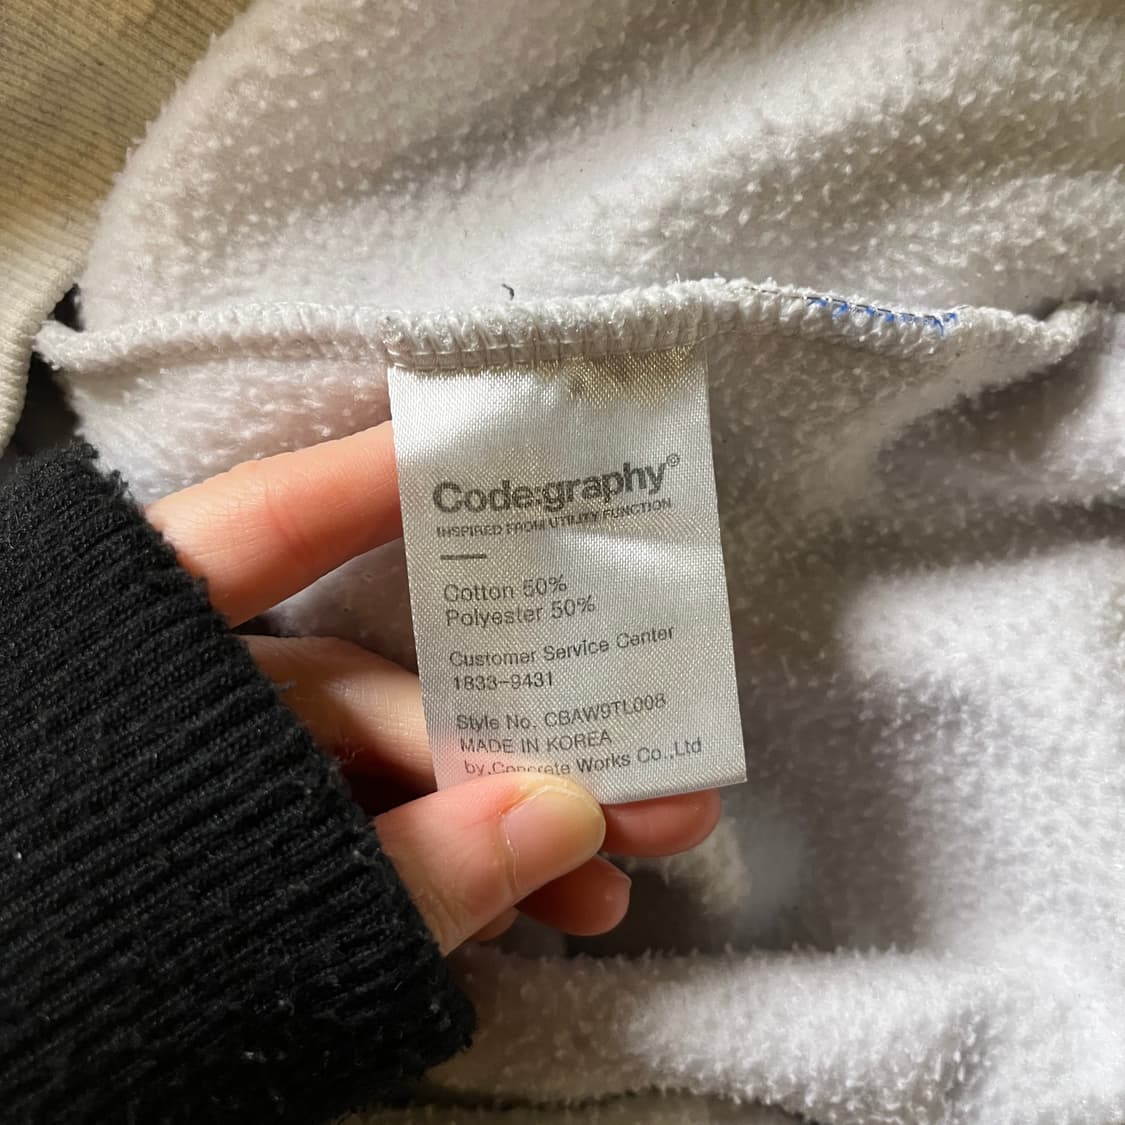 Code:graphy®
INSPIRED FROM UTILITY FUNCTION
Cotton 50%
Polyester 50%
Customer Service Center
1833-9431
Style No. CBAW9TL008
MADE IN KOREA
by.Concrete Works Co.,Ltd